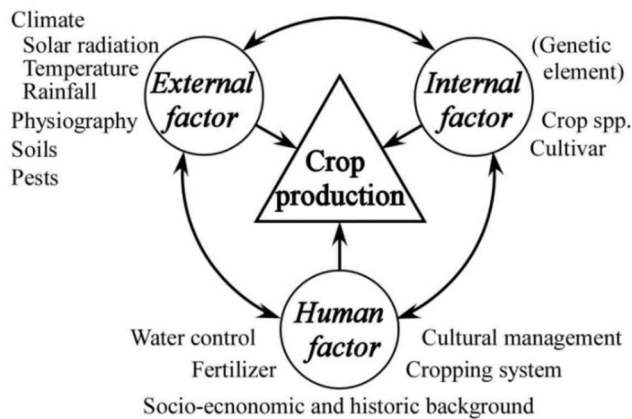 Climate
Solar radiation
Temperature
Rainfall
Physiography
Soils
Pests
External
factor
Internal
factor
(Genetic
element)
Crop spp.
Cultivar
Crop
production
Human
factor
Water control
Fertilizer
Cultural management
Cropping system
Socio-ecnonomic and historic background